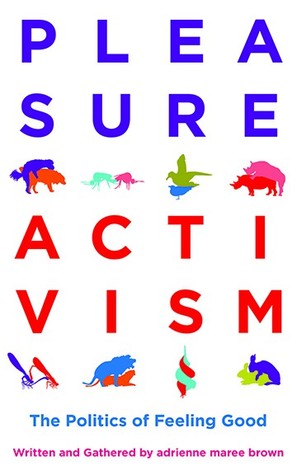 PLEA
SURE
ACTI
VISM
The Politics of Feeling Good
Written and Gathered by adrienne maree brown